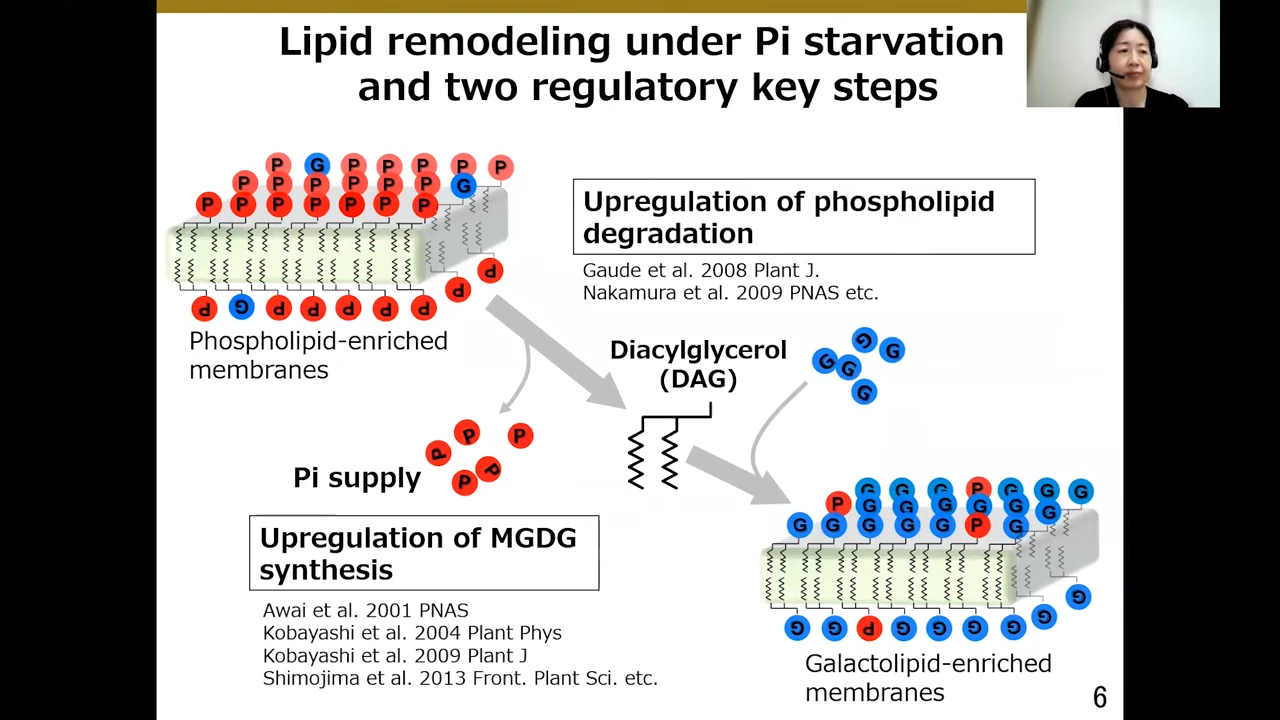 Lipid remodeling under Pi starvation
and two regulatory key steps
P G P P P P P
P P P P P P G
P P P P P P P
P G P P P P P P P
Phospholipid-enriched
membranes
Upregulation of phospholipid
degradation
Gaude et al. 2008 Plant J.
Nakamura et al. 2009 PNAS etc.
Diacylglycerol
(DAG)
G G G G G
P P P P P
Pi supply
Upregulation of MGDG
synthesis
Awai et al. 2001 PNAS
Kobayashi et al. 2004 Plant Phys
Kobayashi et al. 2009 Plant J
Shimojima et al. 2013 Front. Plant Sci. etc.
G G G P G G G
P G G G G G G G
G G G G G P G
G G P G G G G G G
Galactolipid-enriched
membranes
6